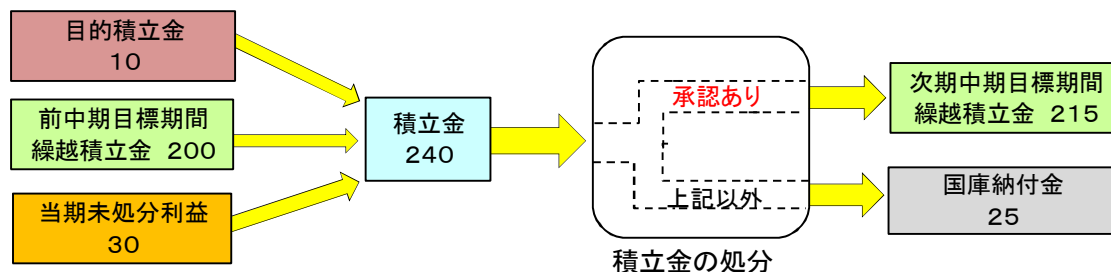 目的積立金
10
前中期目標期間
繰越積立金 200
当期未処分利益
30
積立金
240
承認あり
上記以外
積立金の処分
次期中期目標期間
繰越積立金 215
国庫納付金
25